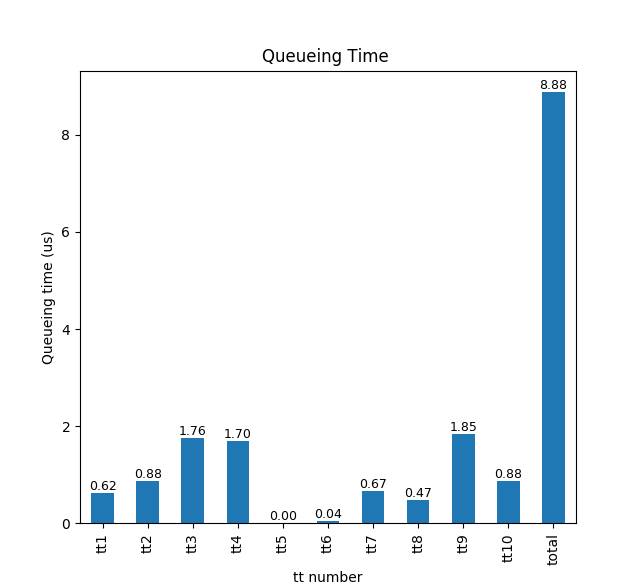 Queueing Time
8.88
8
6
Queueing time (us)
4
2
1.76
1.70
1.85
0.62
0.88
0.00
0.04
0.67
0.47
0.88
0
tt1
tt2
tt3
tt4
tt5
tt6
tt7
tt8
tt9
tt10
total
tt number